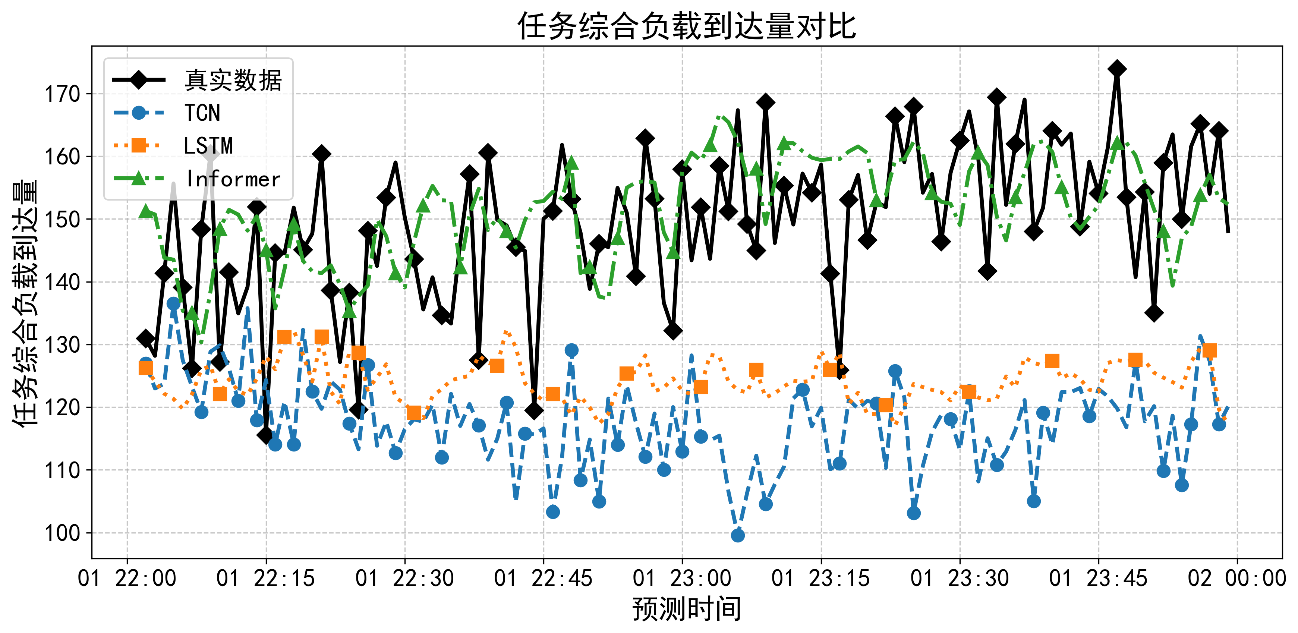 任务综合负载到达量对比
真实数据
TCN
LSTM
Informer
任务综合负载到达量
170
160
150
140
130
120
110
100
01 22:00
01 22:15
01 22:30
01 22:45
01 23:00
01 23:15
01 23:30
01 23:45
02 00:00
预测时间